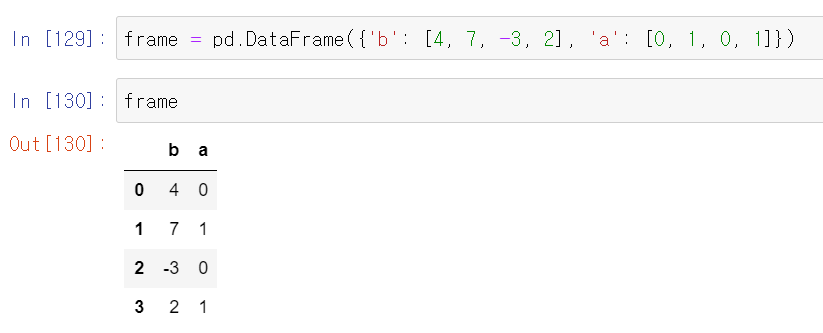 In [129]: frame = pd.DataFrame({'b': [4, 7, -3, 2], 'a': [0, 1, 0, 1]})
In [130]: frame
Out[130]:
b a
0 4 0
1 7 1
2 -3 0
3 2 1